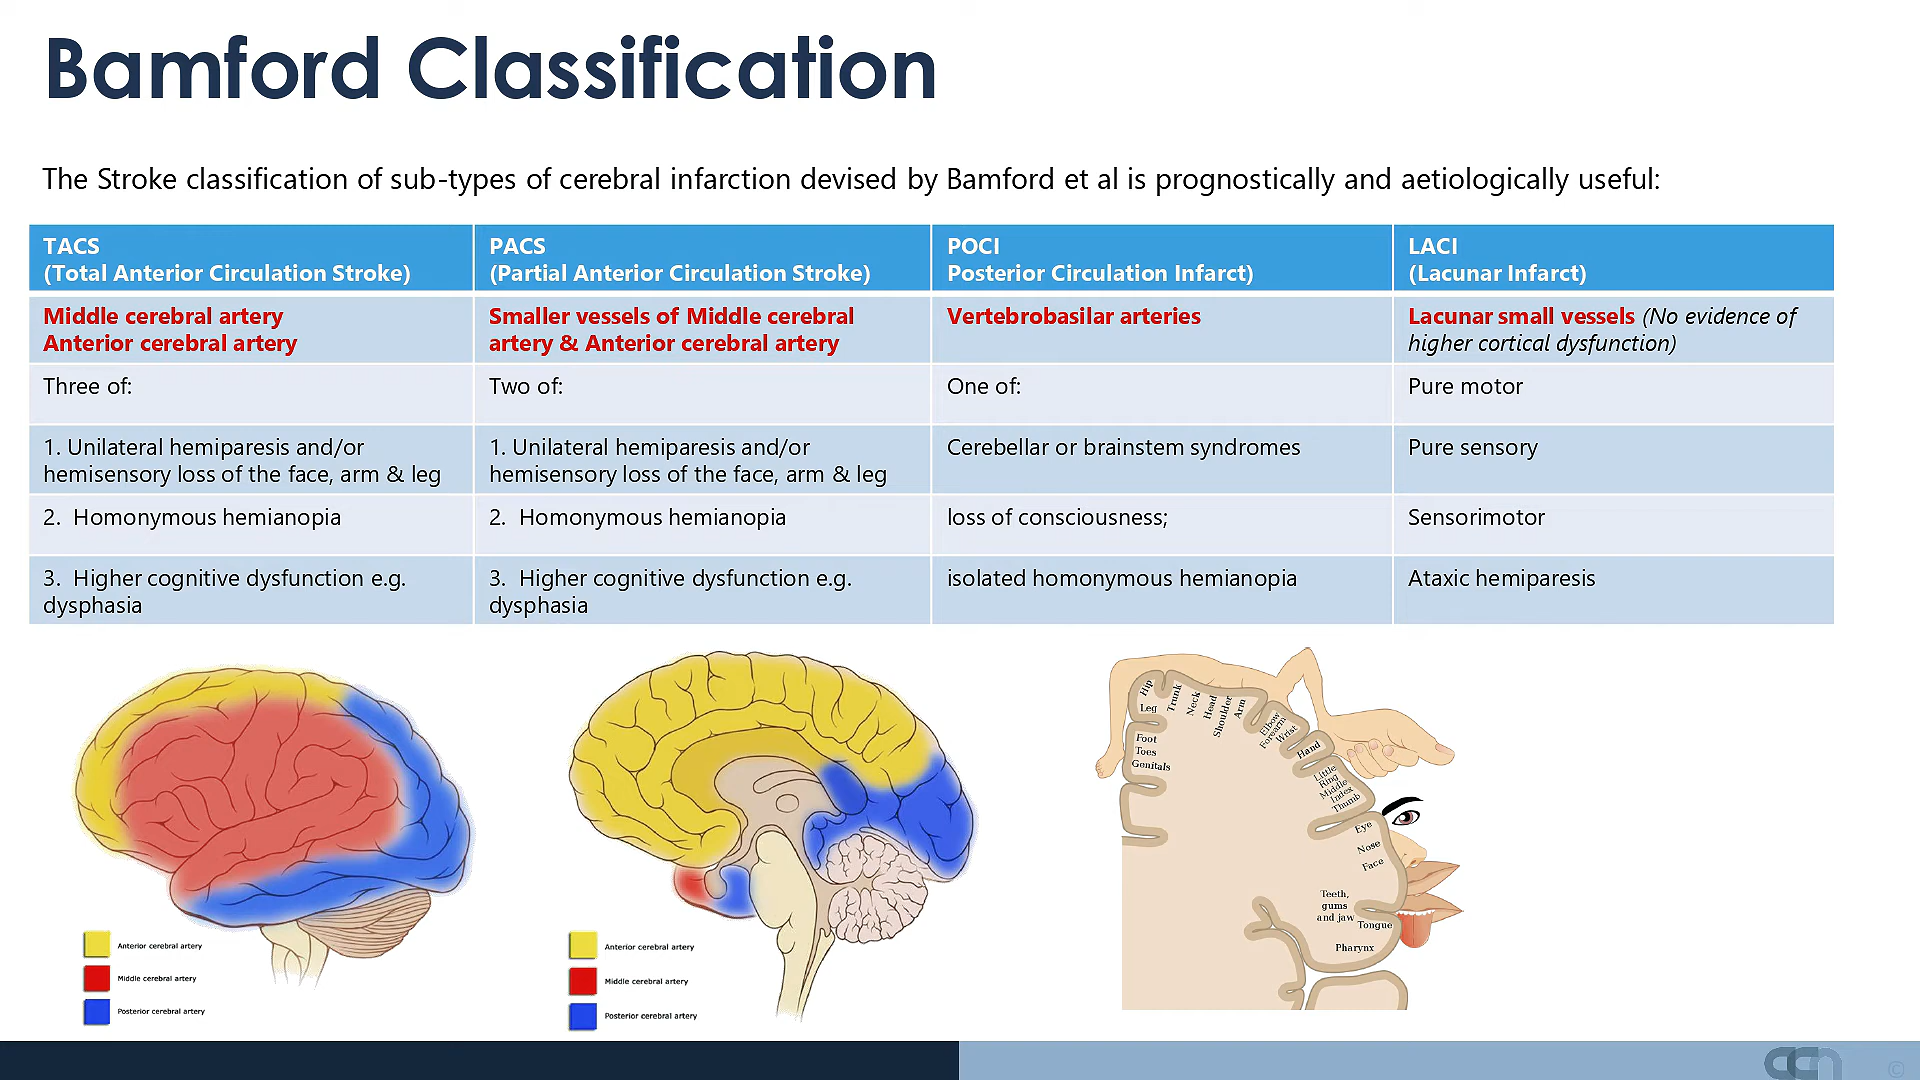 Bamford Classification
The Stroke classification of sub-types of cerebral infarction devised by Bamford et al is prognostically and aetiologically useful:
TACS
(Total Anterior Circulation Stroke)
PACS
(Partial Anterior Circulation Stroke)
POCI
Posterior Circulation Infarct)
LACI
(Lacunar Infarct)
Middle cerebral artery
Anterior cerebral artery
Smaller vessels of Middle cerebral
artery & Anterior cerebral artery
Vertebrobasilar arteries
Lacunar small vessels (No evidence of
higher cortical dysfunction)
Three of:
Two of:
One of:
Pure motor
1. Unilateral hemiparesis and/or
hemisensory loss of the face, arm & leg
1. Unilateral hemiparesis and/or
hemisensory loss of the face, arm & leg
Cerebellar or brainstem syndromes
Pure sensory
2. Homonymous hemianopia
2. Homonymous hemianopia
loss of consciousness;
Sensorimotor
3. Higher cognitive dysfunction e.g.
dysphasia
3. Higher cognitive dysfunction e.g.
dysphasia
isolated homonymous hemianopia
Ataxic hemiparesis
Anterior cerebral artery
Middle cerebral artery
Posterior cerebral artery
Anterior cerebral artery
Middle cerebral artery
Posterior cerebral artery
Genitals
Toes
Foot
Leg
Hip
Trunk
Neck
Head
Shoulder
Arm
Elbow
Forearm
Wrist
Hand
Little
Ring
Middle
Index
Thumb
Eye
Nose
Face
Teeth,
gums
and jaw
Tongue
Pharynx
©